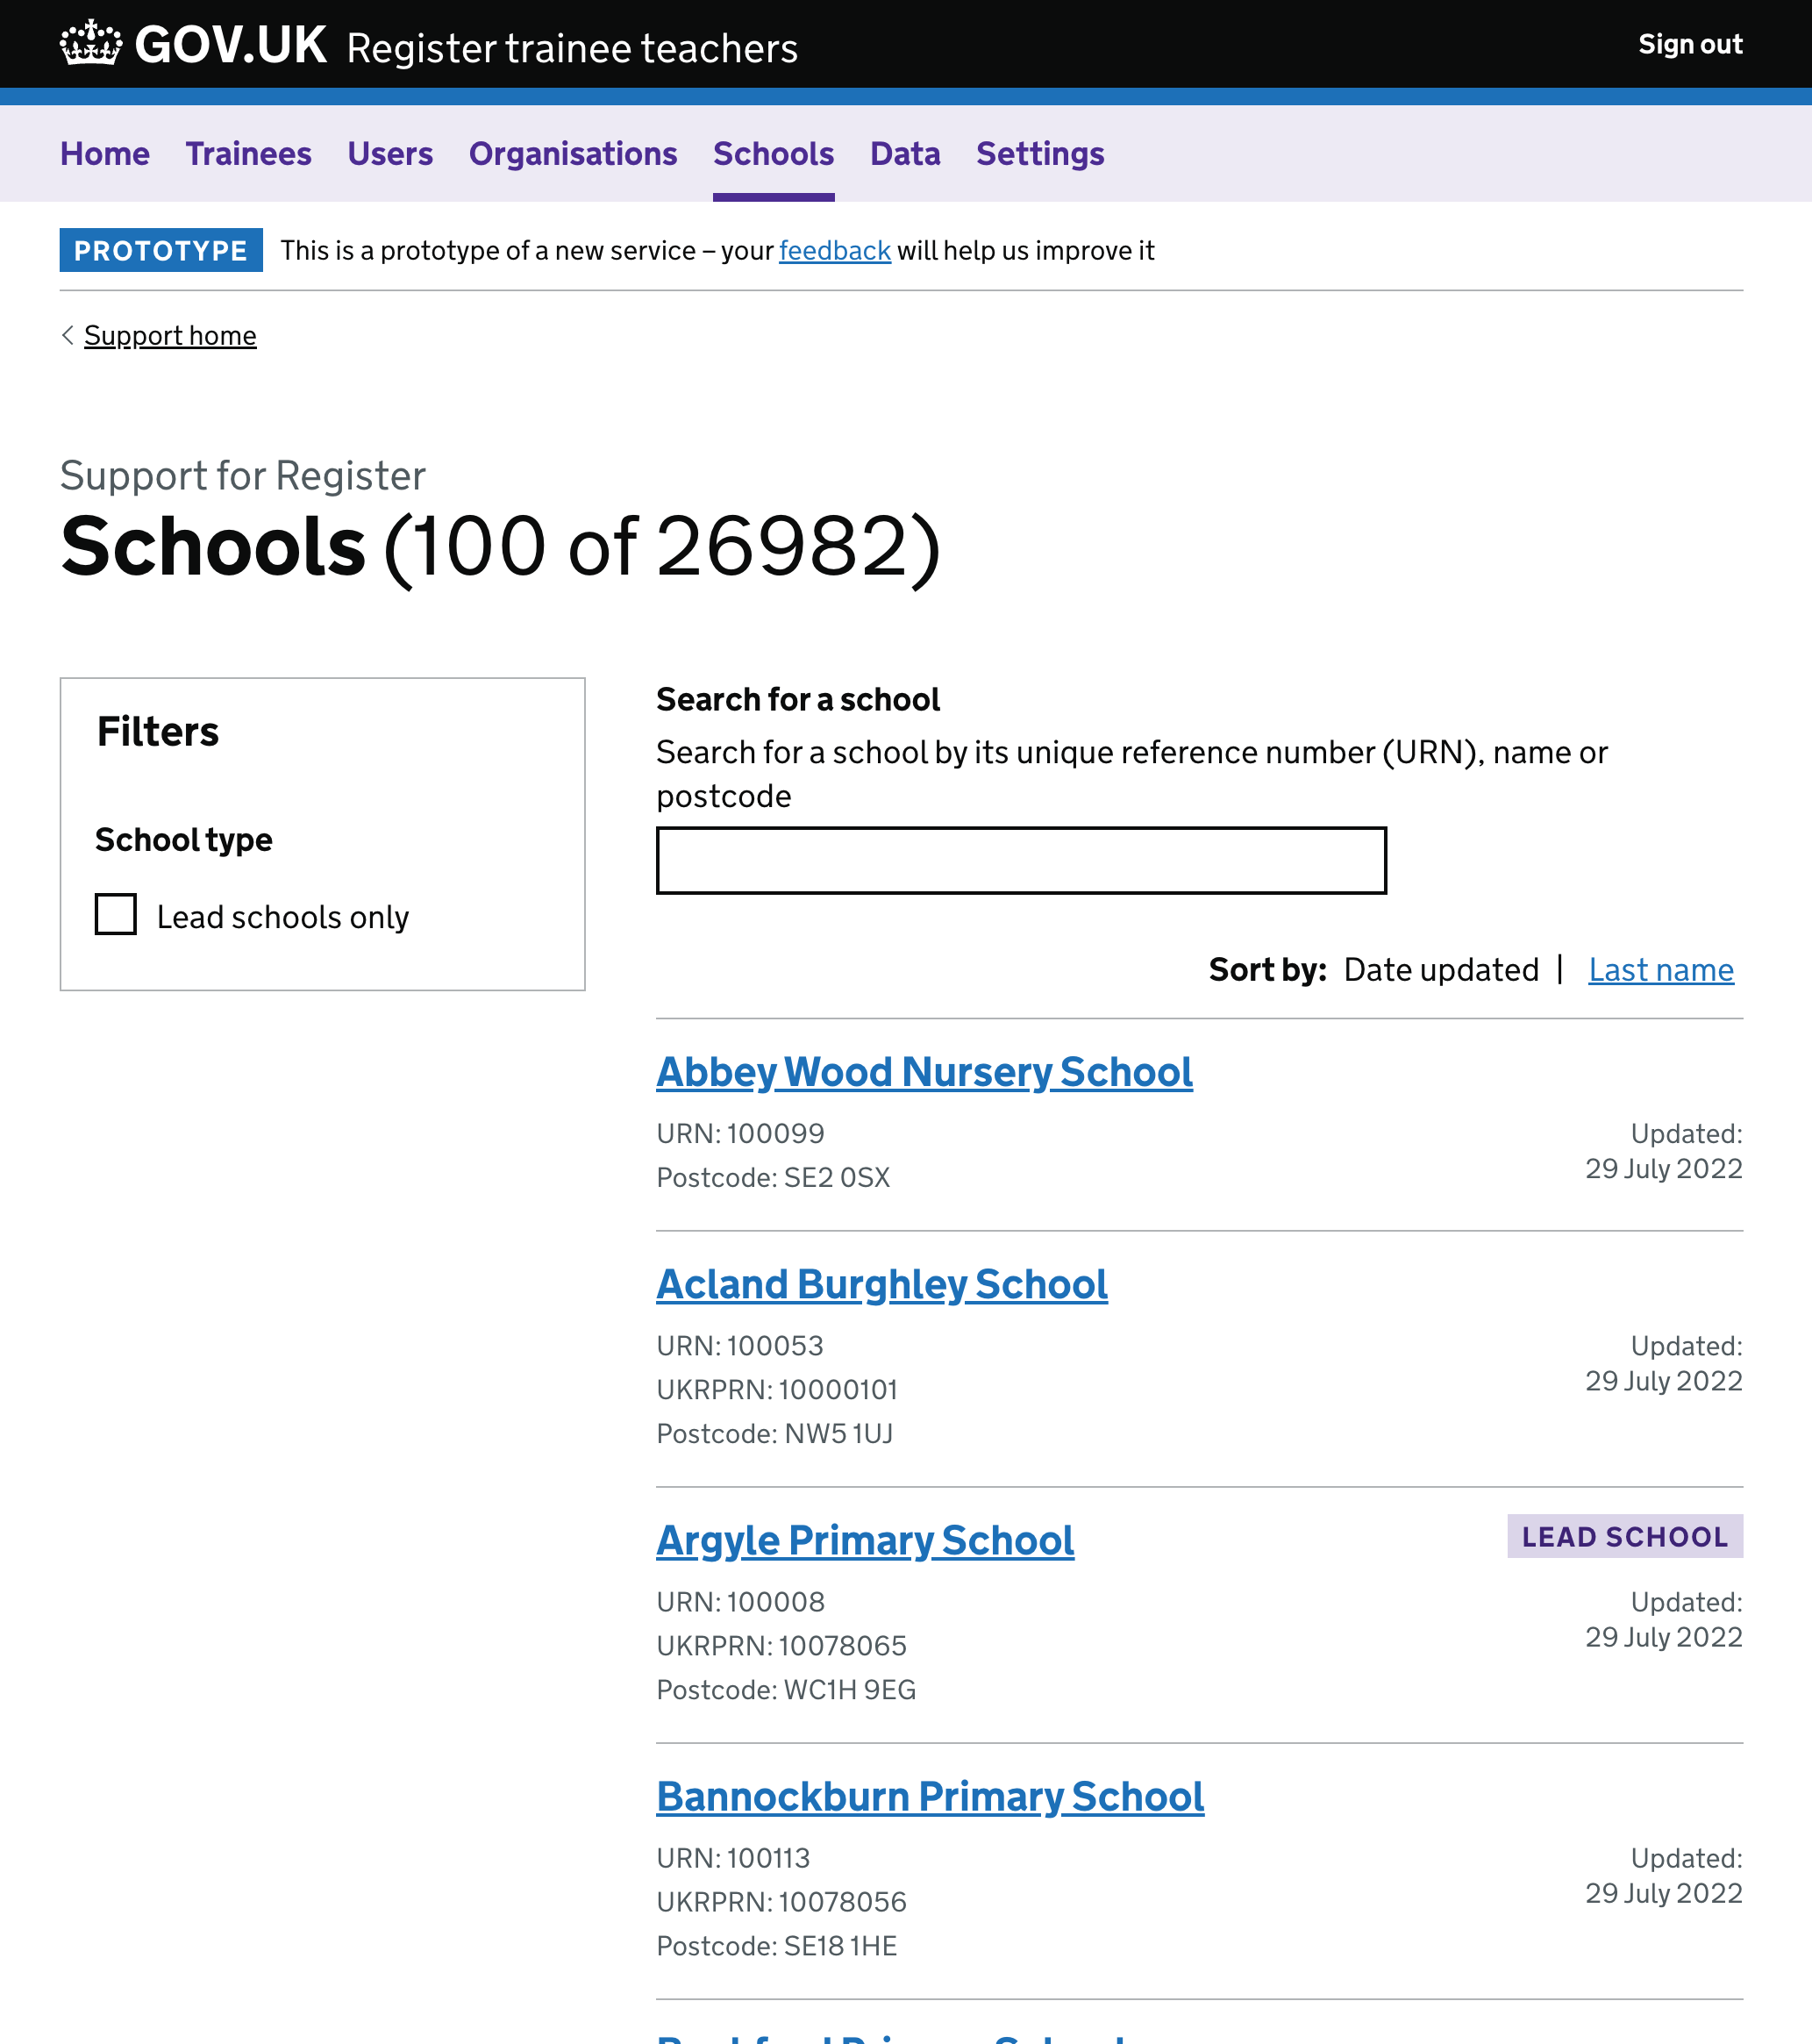 GOV.UK Register trainee teachers
Sign out
Home Trainees Users Organisations Schools Data Settings
PROTOTYPE This is a prototype of a new service – your feedback will help us improve it
Support home
Support for Register
Schools (100 of 26982)
Filters
School type
Lead schools only
Search for a school
Search for a school by its unique reference number (URN), name or
postcode
Sort by: Date updated | Last name
Abbey Wood Nursery School
URN: 100099
Postcode: SE2 0SX
Updated:
29 July 2022
Acland Burghley School
URN: 100053
UKRPRN: 10000101
Postcode: NW5 1UJ
Updated:
29 July 2022
Argyle Primary School
LEAD SCHOOL
URN: 100008
UKRPRN: 10078065
Postcode: WC1H 9EG
Updated:
29 July 2022
Bannockburn Primary School
URN: 100113
UKRPRN: 10078056
Postcode: SE18 1HE
Updated:
29 July 2022